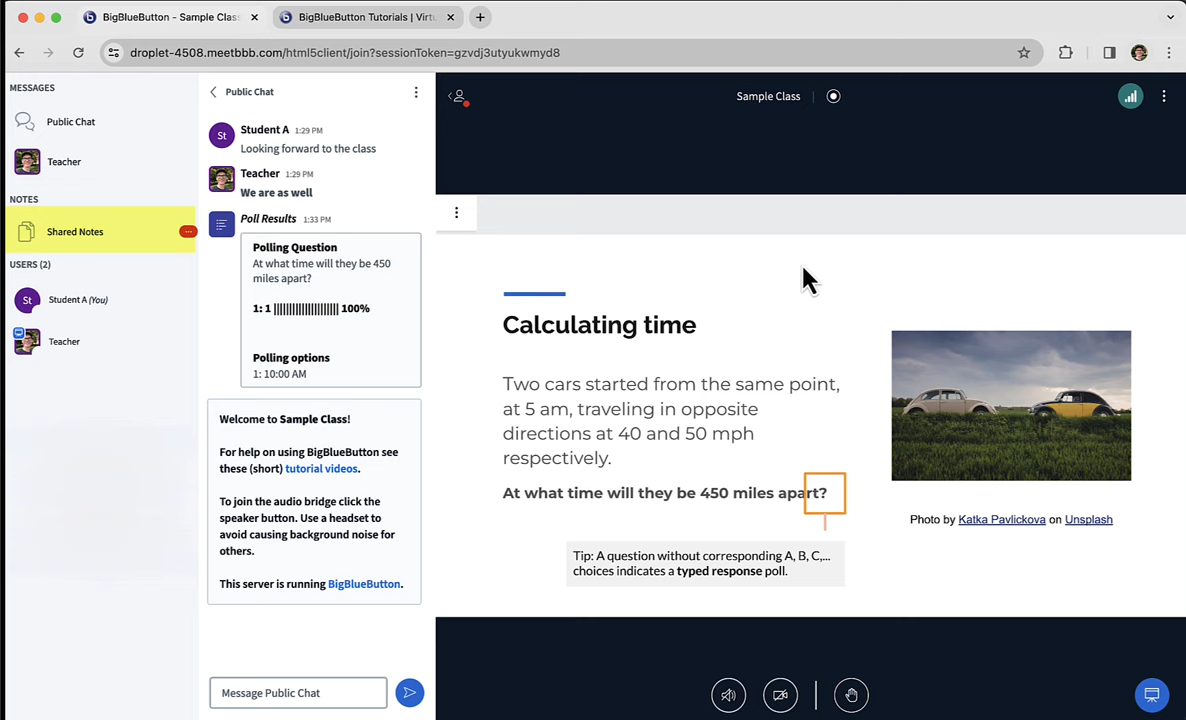 BigBlueButton - Sample Class
BigBlueButton Tutorials | Virtu
droplet-4508.meetbbb.com/html5client/join?sessionToken=gzvdj3utyukwmyd8
MESSAGES
Public Chat
Teacher
NOTES
Shared Notes
USERS (2)
St
Student A (You)
Teacher
Public Chat
St
Student A 1:29 PM
Looking forward to the class
Teacher 1:29 PM
We are as well
Poll Results 1:33 PM
Polling Question
At what time will they be 450
miles apart?
1: 1 |||||||||||||||||||| 100%
Polling options
1: 10:00 AM
Welcome to Sample Class!
For help on using BigBlueButton see
these (short) tutorial videos.
To join the audio bridge click the
speaker button. Use a headset to
avoid causing background noise for
others.
This server is running BigBlueButton.
Message Public Chat
Sample Class
Calculating time
Two cars started from the same point,
at 5 am, traveling in opposite
directions at 40 and 50 mph
respectively.
At what time will they be 450 miles apart?
Tip: A question without corresponding A, B, C,...
choices indicates a typed response poll.
Photo by Katka Pavlickova on Unsplash